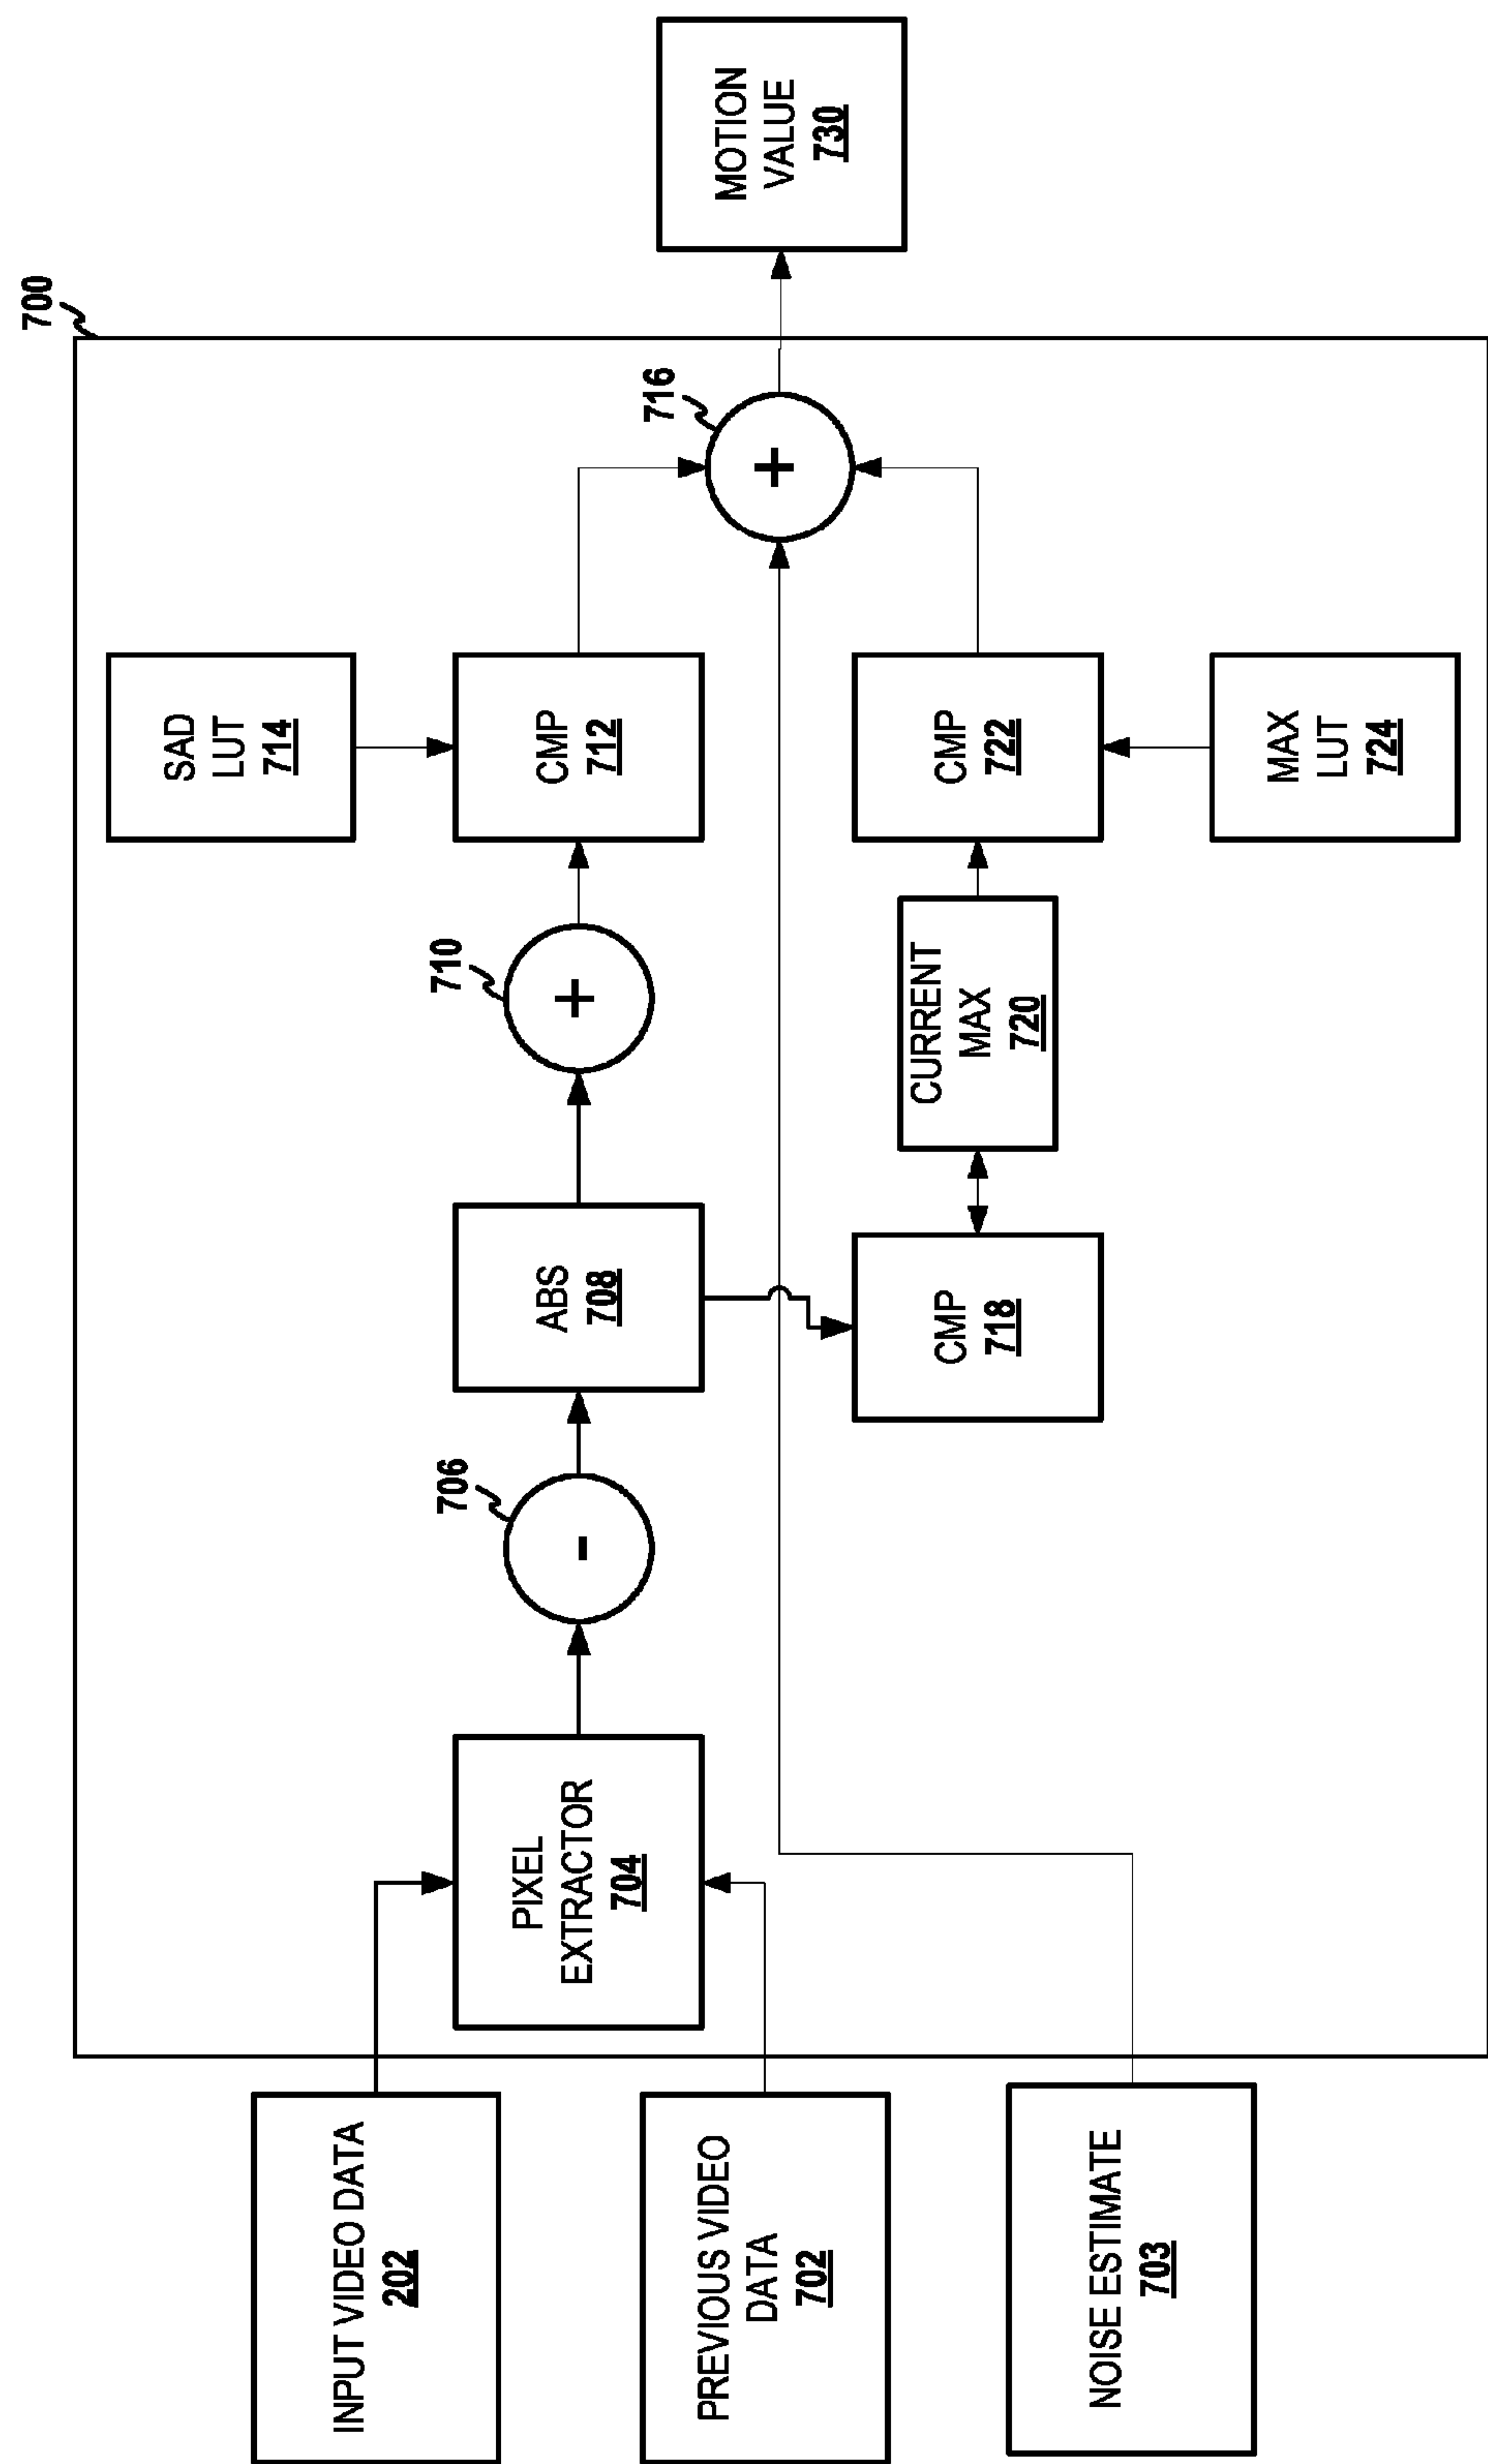 700
INPUT VIDEO DATA
202
PREVIOUS VIDEO
DATA
702
NOISE ESTIMATE
703
PIXEL
EXTRACTOR
704
706
-
ABS
708
710
+
SAD
LUT
714
CMP
712
CMP
718
CURRENT
MAX
720
CMP
722
MAX
LUT
724
716
+
MOTION
VALUE
730